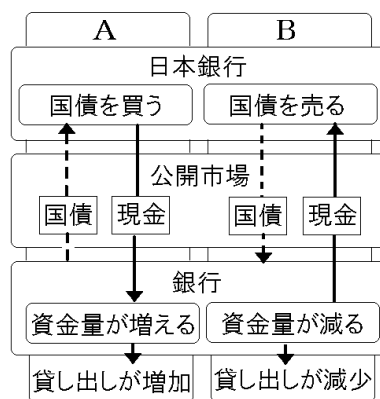 A B
日本銀行
国債を買う 国債を売る
公開市場
国債 現金 国債 現金
銀行
資金量が増える 資金量が減る
貸し出しが増加 貸し出しが減少